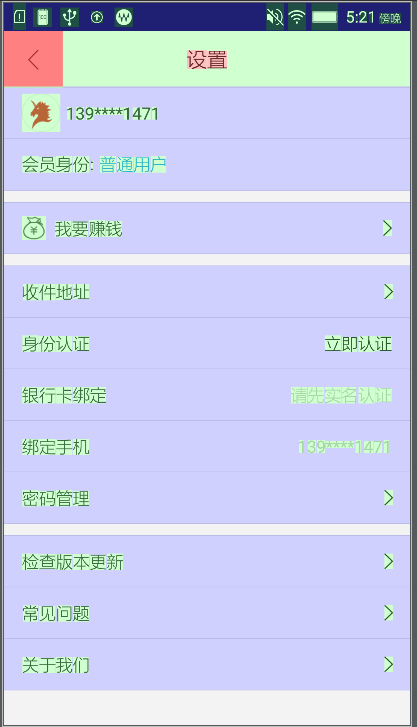 5:21 傍晚
设置
139****1471
会员身份: 普通用户
我要赚钱
收件地址
身份认证 立即认证
银行卡绑定 请先实名认证
绑定手机 139****1471
密码管理
检查版本更新
常见问题
关于我们